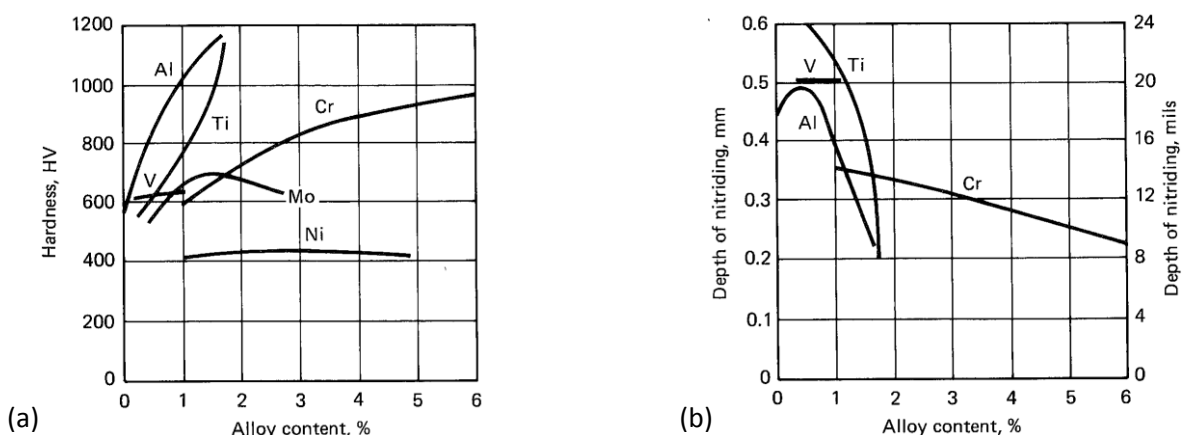 1200
1000
800
600
400
200
0
Hardness, HV
Al
Ti
Cr
V
Mo
Ni
0 1 2 3 4 5 6
Alloy content, %
(a)
0.6
0.5
0.4
0.3
0.2
0.1
0
Depth of nitriding, mm
V
Ti
Al
Cr
24
20
16
12
8
4
0
Depth of nitriding, mils
0 1 2 3 4 5 6
Alloy content, %
(b)